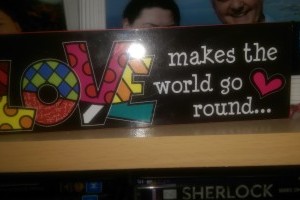 LOVE makes the
world go
round...
SHERLOCK